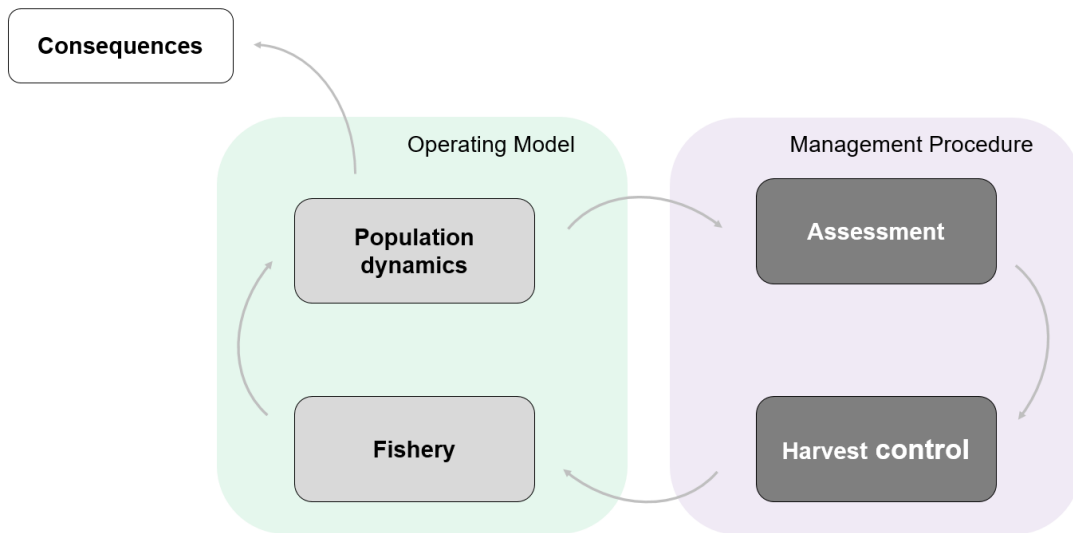 Consequences
Operating Model
Management Procedure
Population
dynamics
Assessment
Fishery
Harvest control